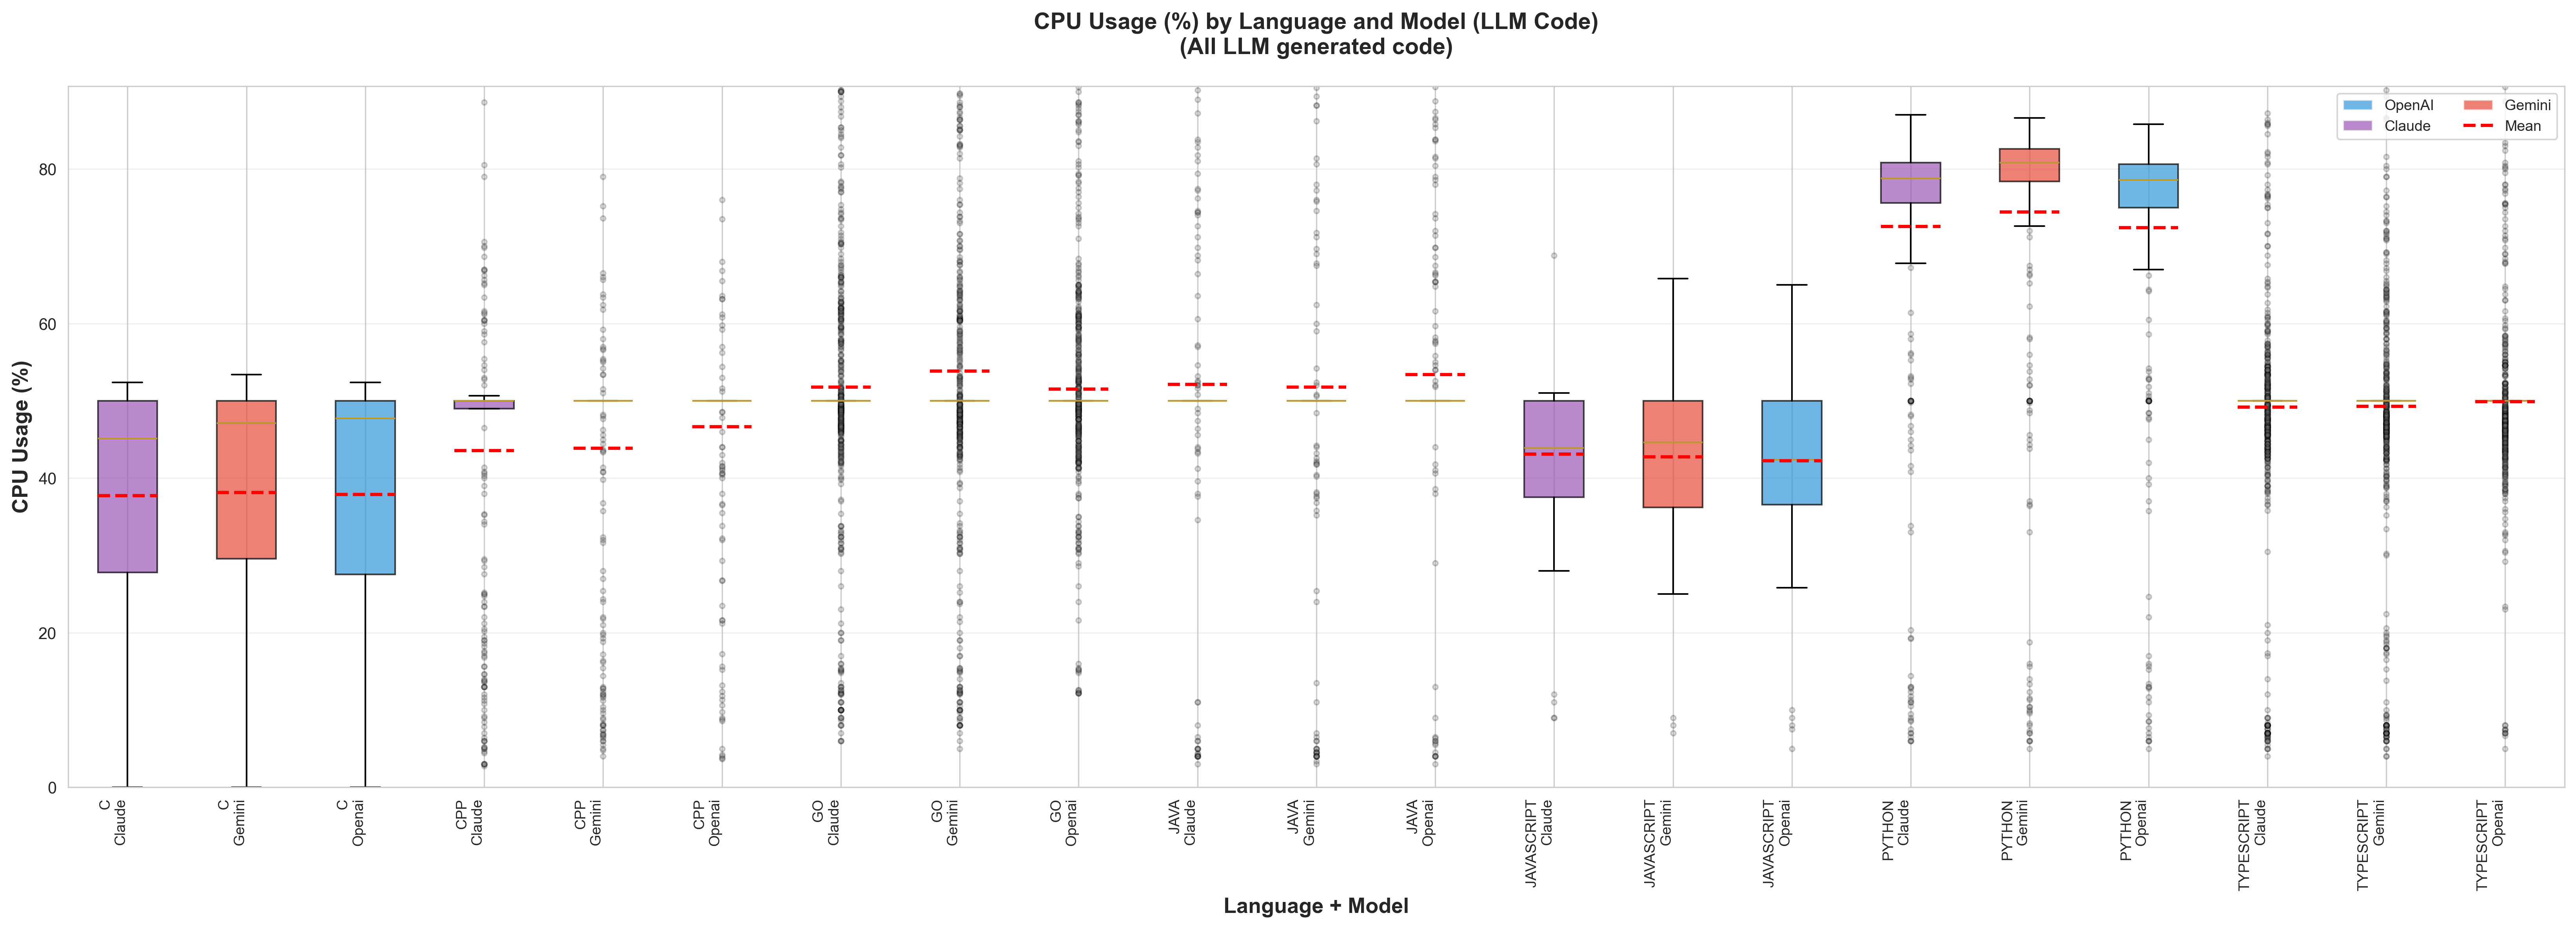 CPU Usage (%) by Language and Model (LLM Code)
(All LLM generated code)
OpenAI
Claude
Gemini
Mean
CPU Usage (%)
80
60
40
20
0
C
Claude
C
Gemini
C
Openai
CPP
Claude
CPP
Gemini
CPP
Openai
GO
Claude
GO
Gemini
GO
Openai
JAVA
Claude
JAVA
Gemini
JAVA
Openai
JAVASCRIPT
Claude
JAVASCRIPT
Gemini
JAVASCRIPT
Openai
PYTHON
Claude
PYTHON
Gemini
PYTHON
Openai
TYPESCRIPT
Claude
TYPESCRIPT
Gemini
TYPESCRIPT
Openai
Language + Model